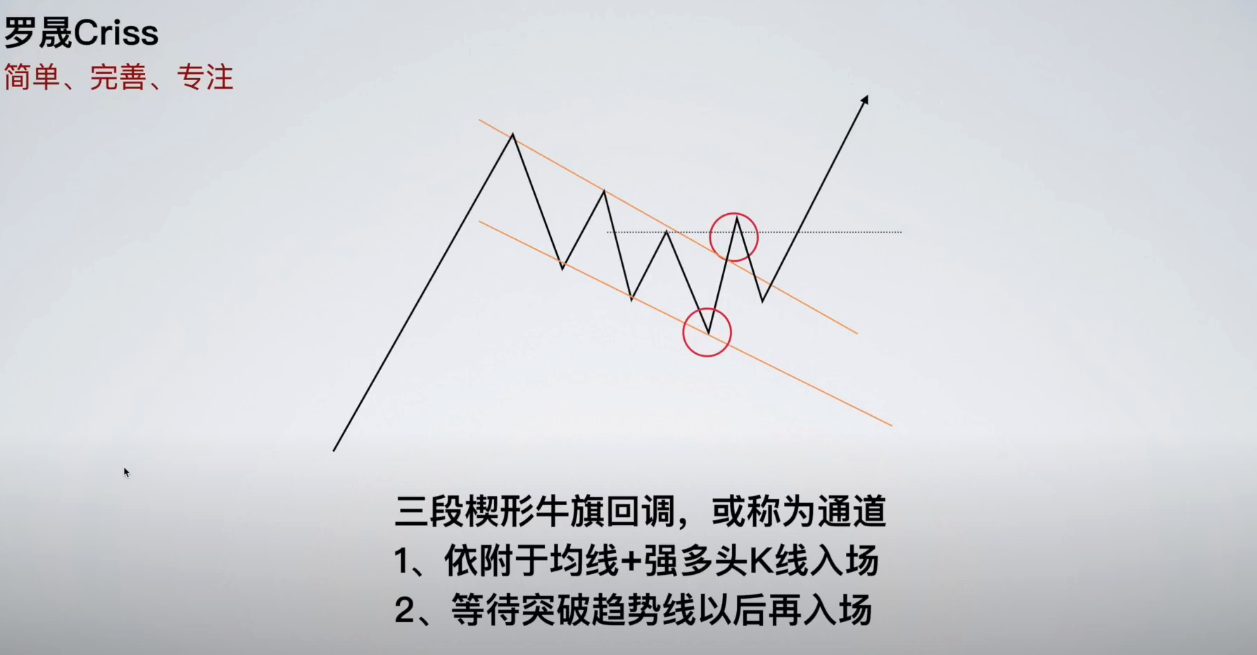 罗晟Criss
简单、完善、专注
三段楔形牛旗回调，或称为通道
1、依附于均线+强多头K线入场
2、等待突破趋势线以后再入场